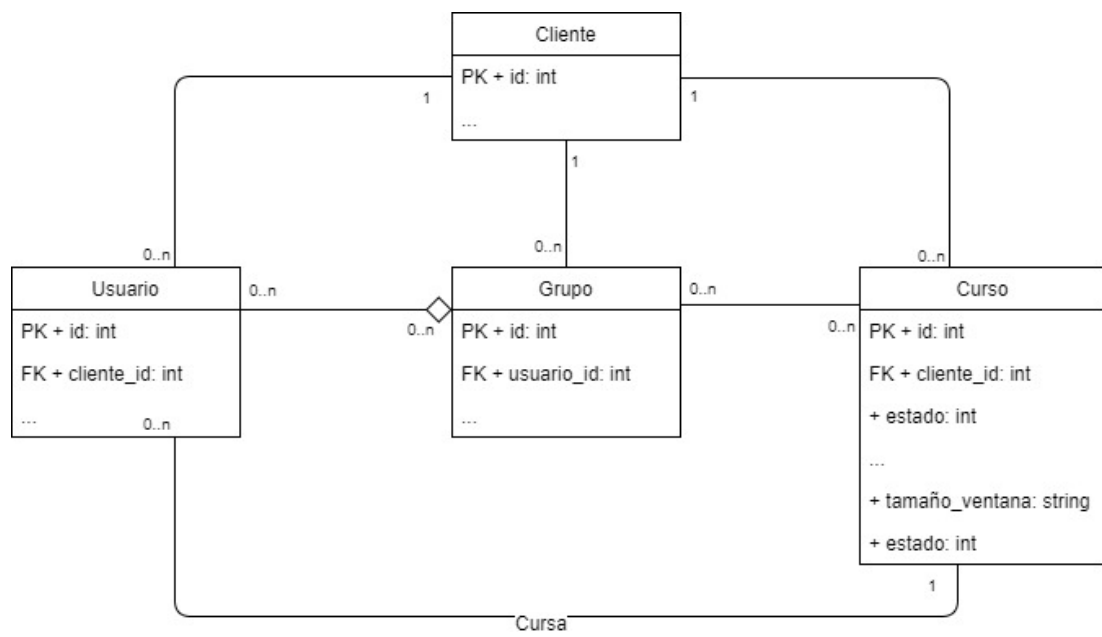 Cliente
PK + id: int
...
1
1
1
0..n
0..n
0..n
Usuario
PK + id: int
FK + cliente_id: int
...
0..n
0..n
0..n
Grupo
PK + id: int
FK + usuario_id: int
...
0..n
0..n
Curso
PK + id: int
FK + cliente_id: int
+ estado: int
...
+ tamaño_ventana: string
+ estado: int
1
Cursa